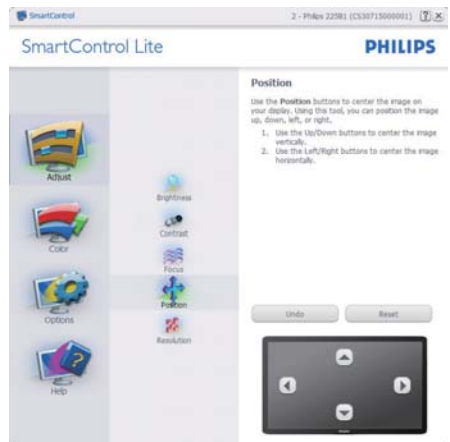 SmartControl
2 - Philips 225B1 (CS30715000001)
SmartControl Lite
PHILIPS
Adjust
Color
Options
Help
Brightness
Contrast
Focus
Position
Resolution
Position
Use the Position buttons to center the image on
your display. Using this tool, you can position the image
up, down, left, or right.
1. Use the Up/Down buttons to center the image
vertically.
2. Use the Left/Right buttons to center the image
horizontally.
Undo
Reset